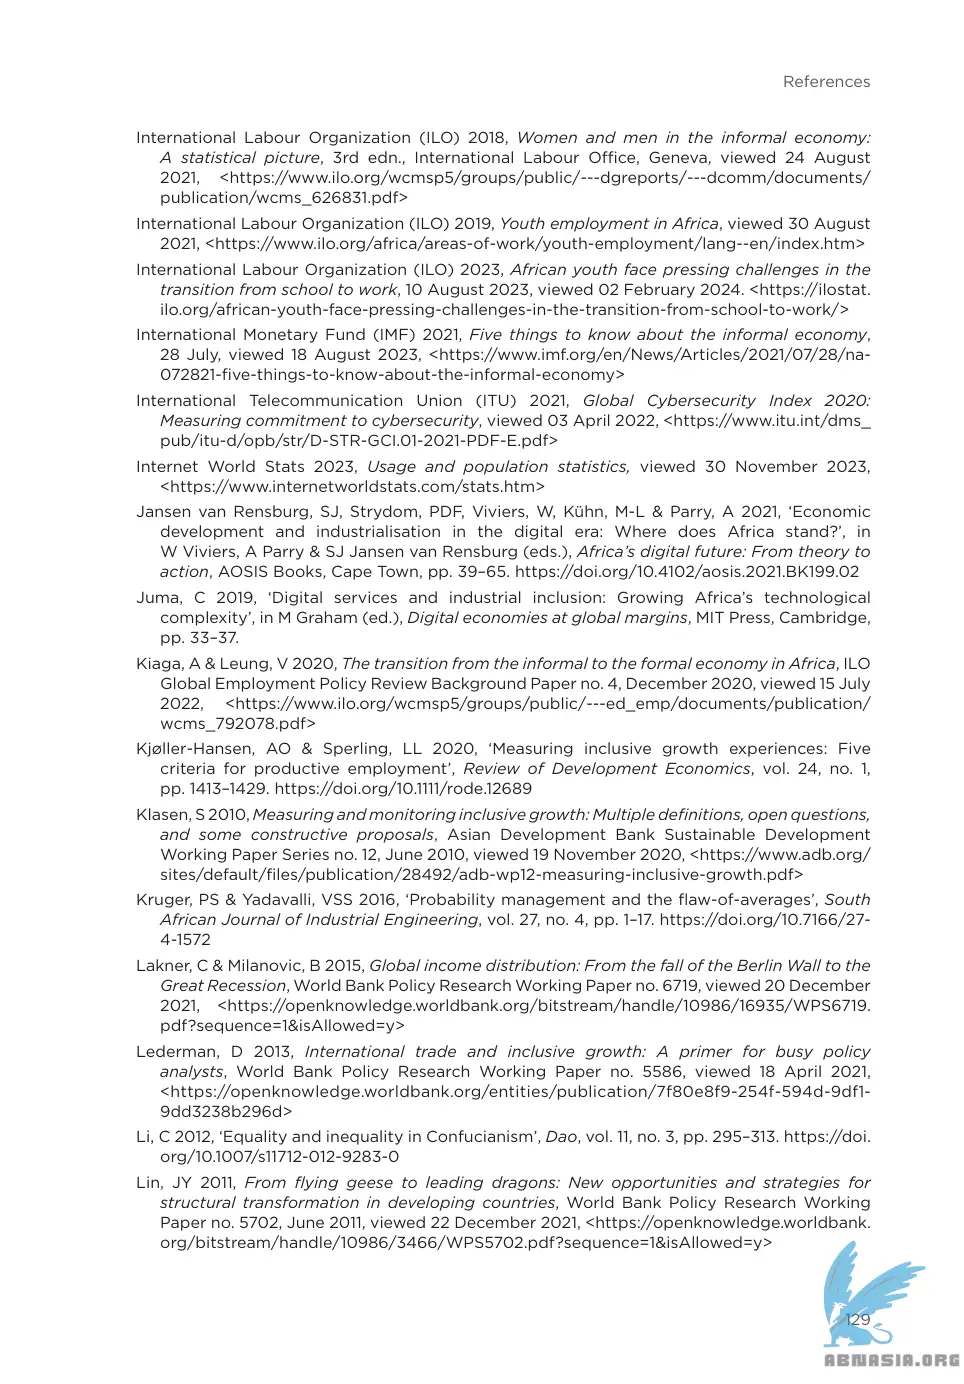 References
International Labour Organization (ILO) 2018, Women and men in the informal economy:
A statistical picture, 3rd edn., International Labour Office, Geneva, viewed 24 August
2021, <https://www.ilo.org/wcmsp5/groups/public/---dgreports/---dcomm/documents/
publication/wcms_626831.pdf>
International Labour Organization (ILO) 2019, Youth employment in Africa, viewed 30 August
2021, <https://www.ilo.org/africa/areas-of-work/youth-employment/lang--en/index.htm>
International Labour Organization (ILO) 2023, African youth face pressing challenges in the
transition from school to work, 10 August 2023, viewed 02 February 2024. <https://ilostat.
ilo.org/african-youth-face-pressing-challenges-in-the-transition-from-school-to-work/>
International Monetary Fund (IMF) 2021, Five things to know about the informal economy,
28 July, viewed 18 August 2023, <https://www.imf.org/en/News/Articles/2021/07/28/na-
072821-five-things-to-know-about-the-informal-economy>
International Telecommunication Union (ITU) 2021, Global Cybersecurity Index 2020:
Measuring commitment to cybersecurity, viewed 03 April 2022, <https://www.itu.int/dms_
pub/itu-d/opb/str/D-STR-GCI.01-2021-PDF-E.pdf>
Internet World Stats 2023, Usage and population statistics, viewed 30 November 2023,
<https://www.internetworldstats.com/stats.htm>
Jansen van Rensburg, SJ, Strydom, PDF, Viviers, W, Kühn, M-L & Parry, A 2021, ‘Economic
development and industrialisation in the digital era: Where does Africa stand?’, in
W Viviers, A Parry & SJ Jansen van Rensburg (eds.), Africa’s digital future: From theory to
action, AOSIS Books, Cape Town, pp. 39–65. https://doi.org/10.4102/aosis.2021.BK199.02
Juma, C 2019, ‘Digital services and industrial inclusion: Growing Africa’s technological
complexity’, in M Graham (ed.), Digital economies at global margins, MIT Press, Cambridge,
pp. 33–37.
Kiaga, A & Leung, V 2020, The transition from the informal to the formal economy in Africa, ILO
Global Employment Policy Review Background Paper no. 4, December 2020, viewed 15 July
2022, <https://www.ilo.org/wcmsp5/groups/public/---ed_emp/documents/publication/
wcms_792078.pdf>
Kjøller-Hansen, AO & Sperling, LL 2020, ‘Measuring inclusive growth experiences: Five
criteria for productive employment’, Review of Development Economics, vol. 24, no. 1,
pp. 1413–1429. https://doi.org/10.1111/rode.12689
Klasen, S 2010, Measuring and monitoring inclusive growth: Multiple definitions, open questions,
and some constructive proposals, Asian Development Bank Sustainable Development
Working Paper Series no. 12, June 2010, viewed 19 November 2020, <https://www.adb.org/
sites/default/files/publication/28492/adb-wp12-measuring-inclusive-growth.pdf>
Kruger, PS & Yadavalli, VSS 2016, ‘Probability management and the flaw-of-averages’, South
African Journal of Industrial Engineering, vol. 27, no. 4, pp. 1–17. https://doi.org/10.7166/27-
4-1572
Lakner, C & Milanovic, B 2015, Global income distribution: From the fall of the Berlin Wall to the
Great Recession, World Bank Policy Research Working Paper no. 6719, viewed 20 December
2021, <https://openknowledge.worldbank.org/bitstream/handle/10986/16935/WPS6719.
pdf?sequence=1&isAllowed=y>
Lederman, D 2013, International trade and inclusive growth: A primer for busy policy
analysts, World Bank Policy Research Working Paper no. 5586, viewed 18 April 2021,
<https://openknowledge.worldbank.org/entities/publication/7f80e8f9-254f-594d-9df1-
9dd3238b296d>
Li, C 2012, ‘Equality and inequality in Confucianism’, Dao, vol. 11, no. 3, pp. 295–313. https://doi.
org/10.1007/s11712-012-9283-0
Lin, JY 2011, From flying geese to leading dragons: New opportunities and strategies for
structural transformation in developing countries, World Bank Policy Research Working
Paper no. 5702, June 2011, viewed 22 December 2021, <https://openknowledge.worldbank.
org/bitstream/handle/10986/3466/WPS5702.pdf?sequence=1&isAllowed=y>
129
ABNASIA.ORG